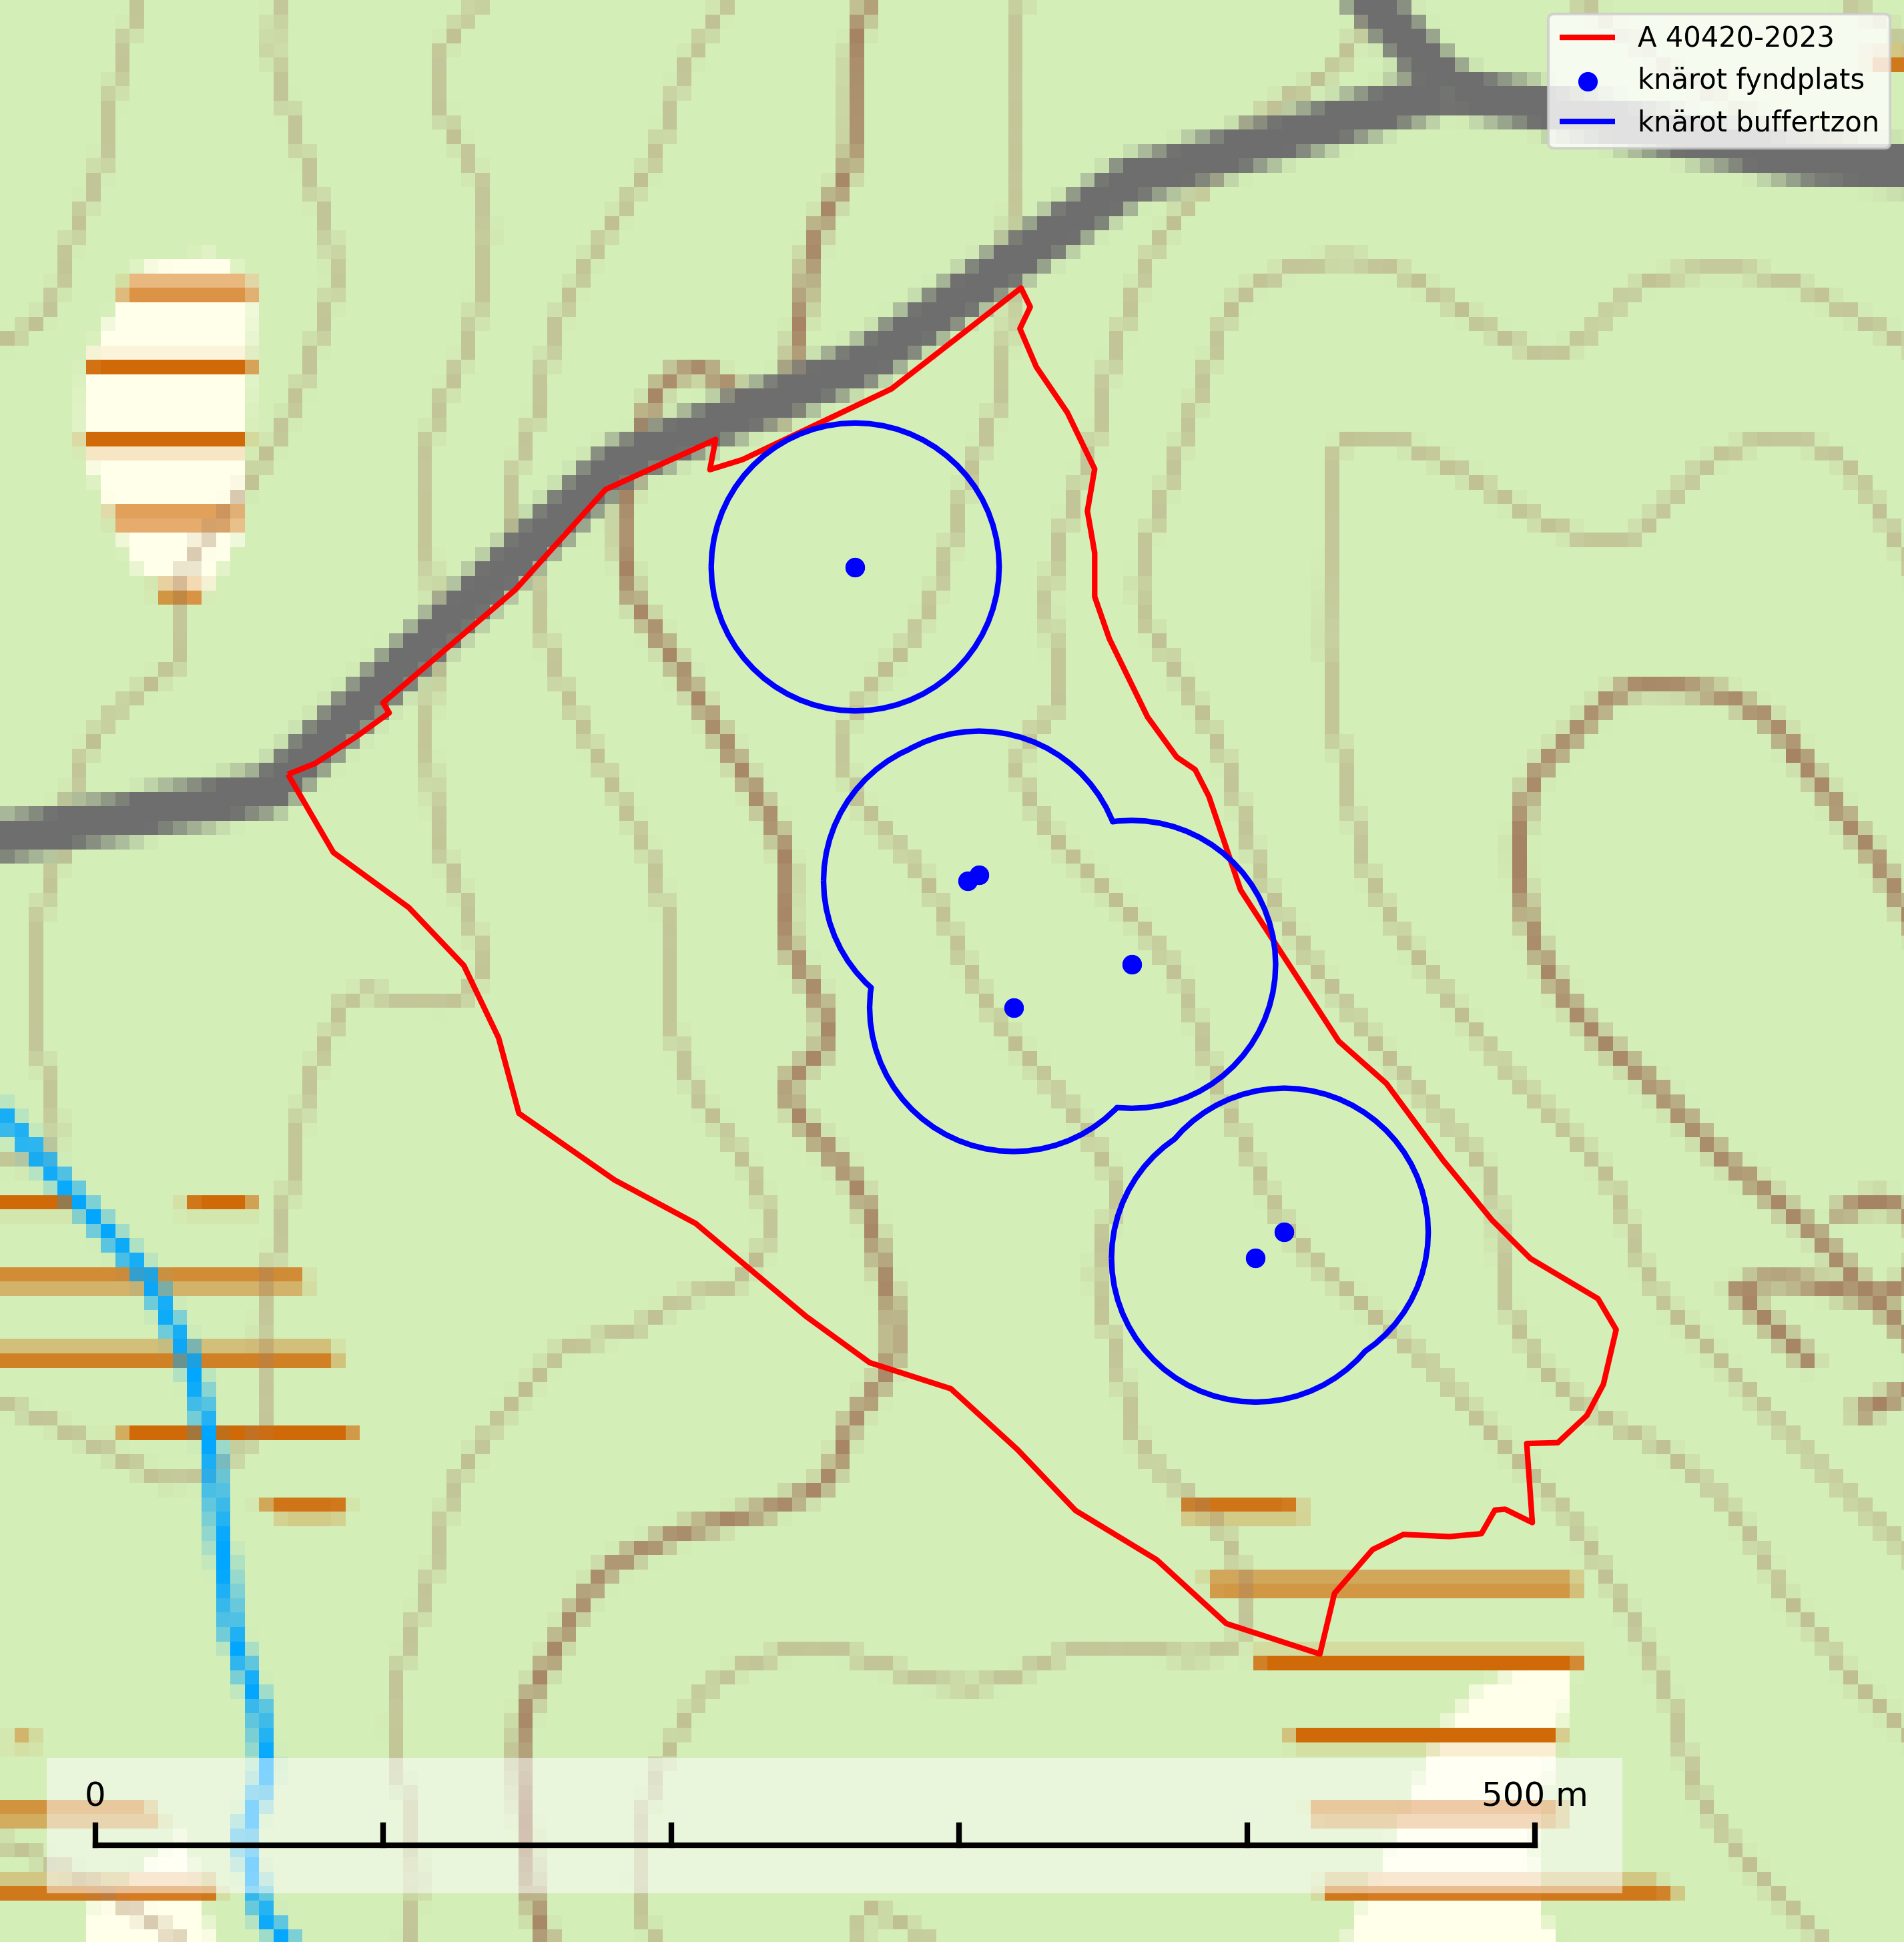 A 40420-2023
knärot fyndplats
knärot buffertzon
0 500 m